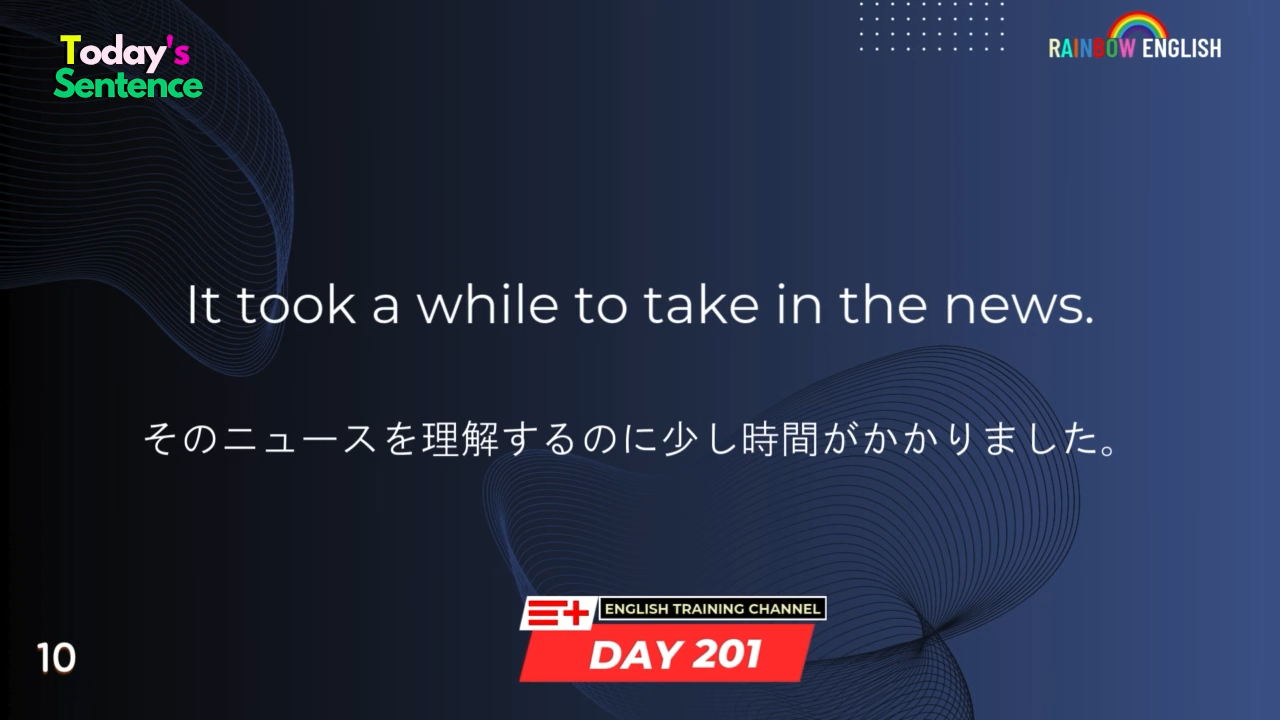 Today's
Sentence
RAINBOW ENGLISH
It took a while to take in the news.
そのニュースを理解するのに少し時間がかかりました。
E+ ENGLISH TRAINING CHANNEL
DAY 201
10